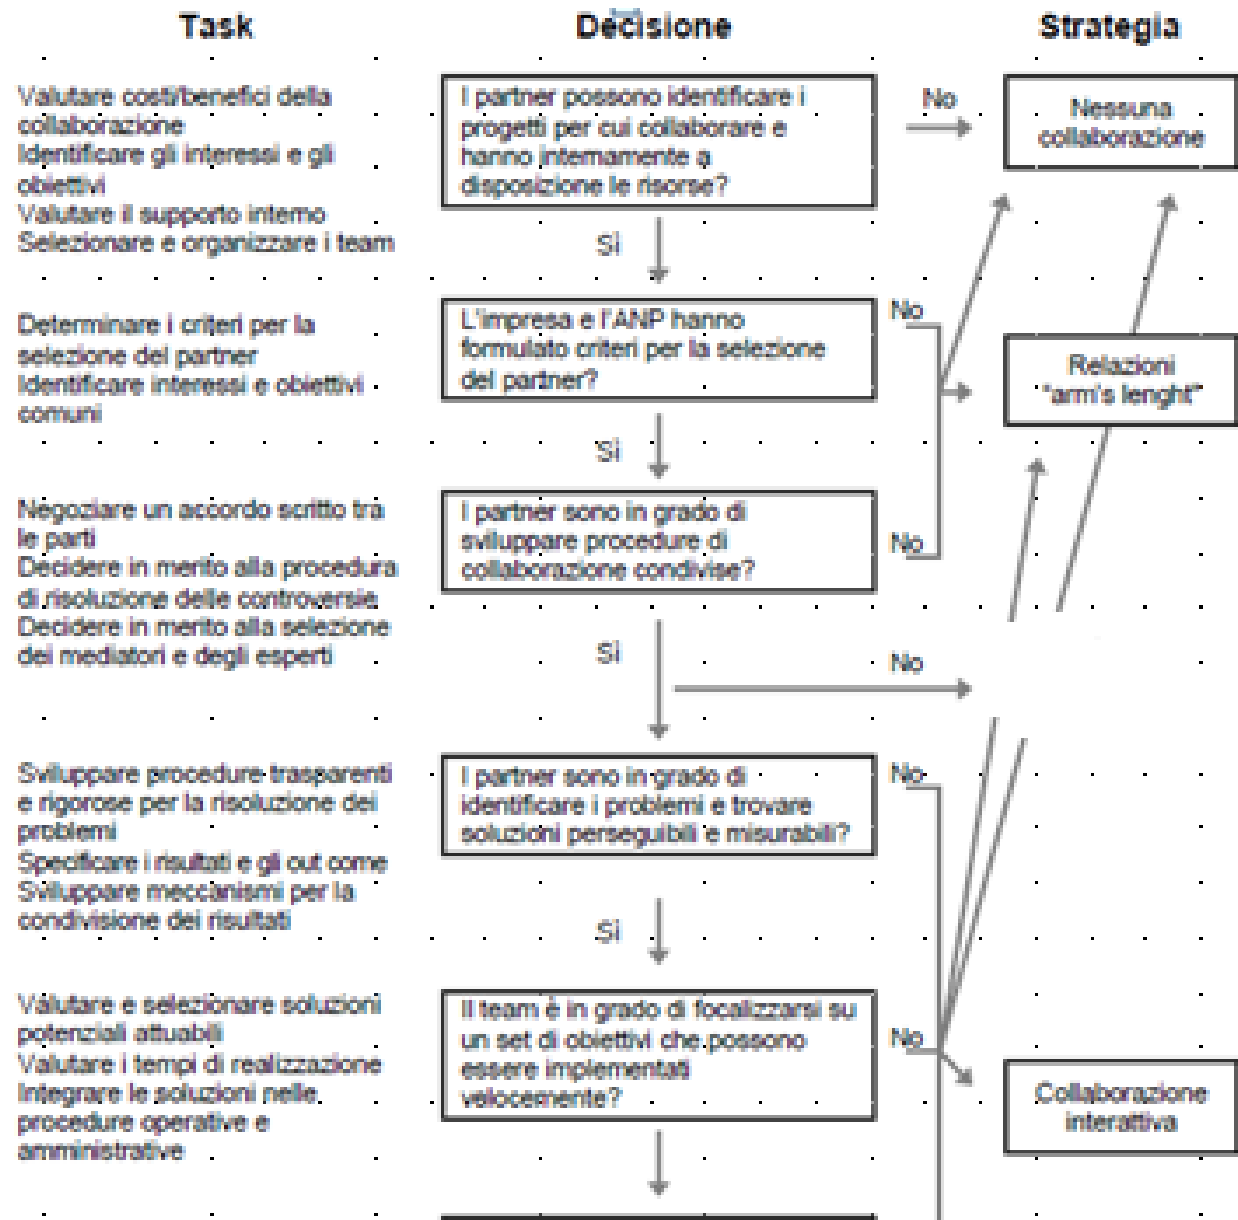 Task
Decisione
Strategia
Valutare costi/benefici della
collaborazione
Identificare gli interessi e gli
obiettivi
Valutare il supporto interno
Selezionare e organizzare i team
I partner possono identificare i
progetti per cui collaborare e
hanno internamente a
disposizione le risorse?
No
Nessuna
collaborazione
Sì
Determinare i criteri per la
selezione del partner
Identificare interessi e obiettivi
comuni
L'impresa e l'ANP hanno
formulato criteri per la selezione
del partner?
No
Relazioni
"arm's lenght"
Sì
Negoziare un accordo scritto tra
le parti
Decidere in merito alla procedura
di risoluzione delle controversie
Decidere in merito alla selezione
dei mediatori e degli esperti
I partner sono in grado di
sviluppare procedure di
collaborazione condivise?
No
Sì
No
Sviluppare procedure trasparenti
e rigorose per la risoluzione dei
problemi
Specificare i risultati e gli out come
Sviluppare meccanismi per la
condivisione dei risultati
I partner sono in grado di
identificare i problemi e trovare
soluzioni perseguibili e misurabili?
No
Sì
Valutare e selezionare soluzioni
potenziali attuabili
Valutare i tempi di realizzazione
Integrare le soluzioni nelle
procedure operative e
amministrative
Il team è in grado di focalizzarsi su
un set di obiettivi che possono
essere implementati
velocemente?
No
Collaborazione
interattiva